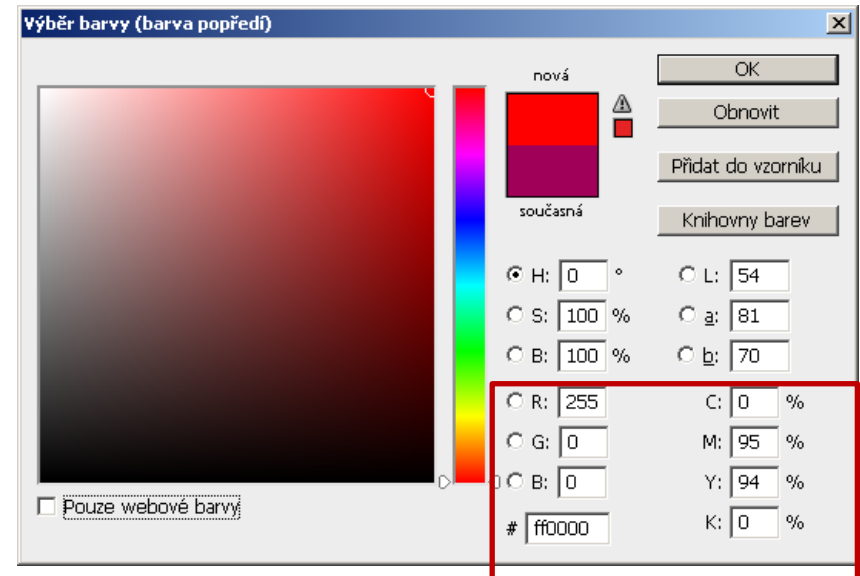 Výběr barvy (barva popředí)
nová
OK
Obnovit
Přidat do vzorníku
současná
Knihovny barev
H: 0 ° L: 54
S: 100 % a: 81
B: 100 % b: 70
R: 255 C: 0 %
G: 0 M: 95 %
B: 0 Y: 94 %
Pouze webové barvy
# ff0000 K: 0 %